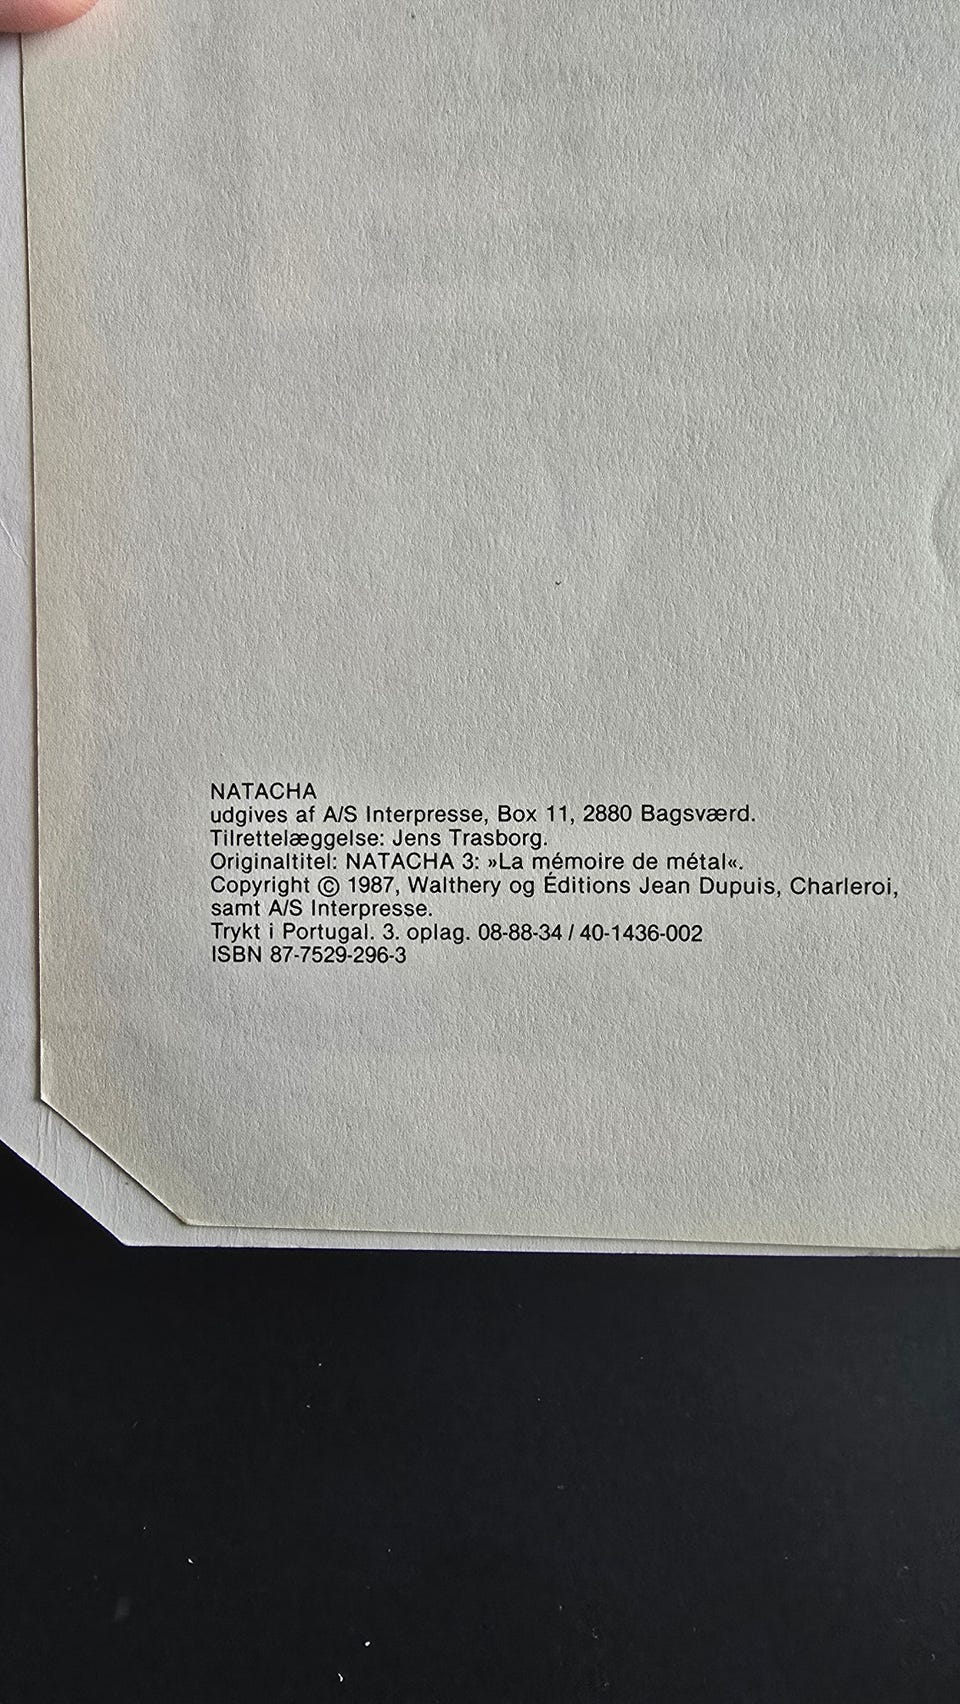 NATACHA
udgives af A/S Interpresse, Box 11, 2880 Bagsværd.
Tilrettelæggelse: Jens Trasborg.
Originaltitel: NATACHA 3: »La mémoire de métal«.
Copyright © 1987, Walthery og Éditions Jean Dupuis, Charleroi,
samt A/S Interpresse.
Trykt i Portugal. 3. oplag. 08-88-34 / 40-1436-002
ISBN 87-7529-296-3